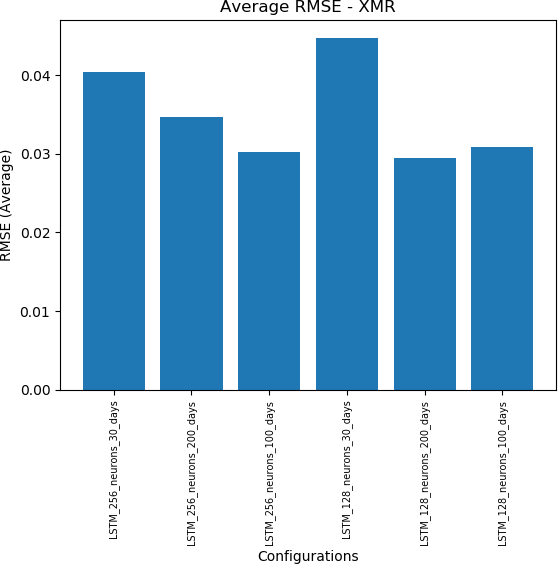 Average RMSE - XMR
RMSE (Average)
0.04
0.03
0.02
0.01
0.00
LSTM_256_neurons_30_days
LSTM_256_neurons_200_days
LSTM_256_neurons_100_days
LSTM_128_neurons_30_days
LSTM_128_neurons_200_days
LSTM_128_neurons_100_days
Configurations